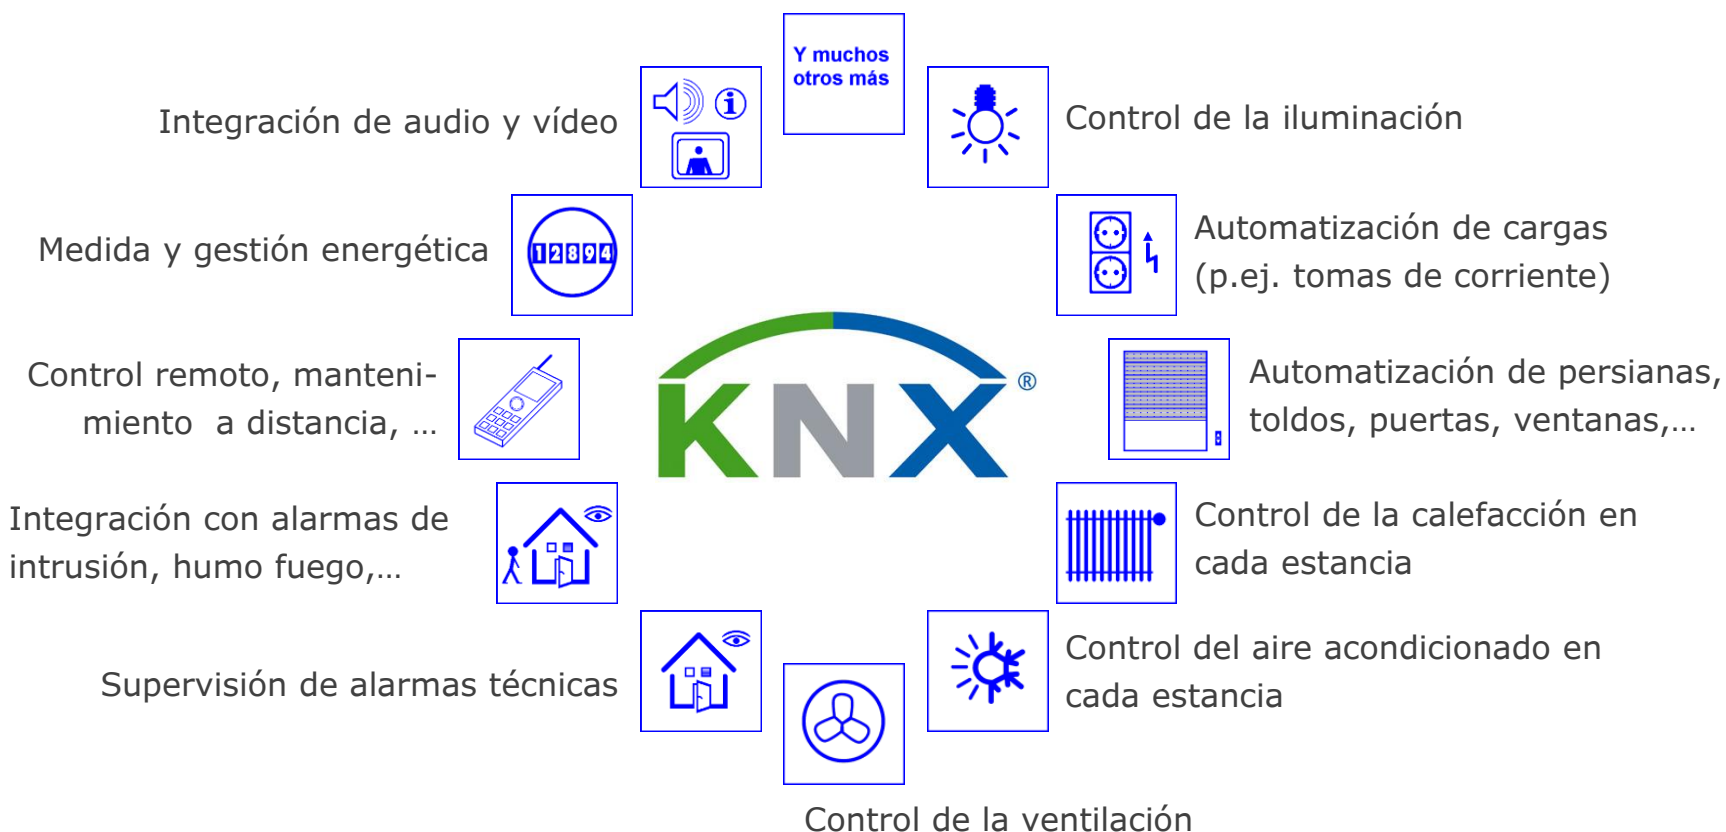 Y muchos
otros más
Control de la iluminación
Automatización de cargas
(p.ej. tomas de corriente)
Automatización de persianas,
toldos, puertas, ventanas,…
Control de la calefacción en
cada estancia
Control del aire acondicionado en
cada estancia
Control de la ventilación
Supervisión de alarmas técnicas
Integración con alarmas de
intrusión, humo fuego,…
Control remoto, manteni-
miento a distancia, …
Medida y gestión energética
12894
Integración de audio y vídeo
i
KNX®